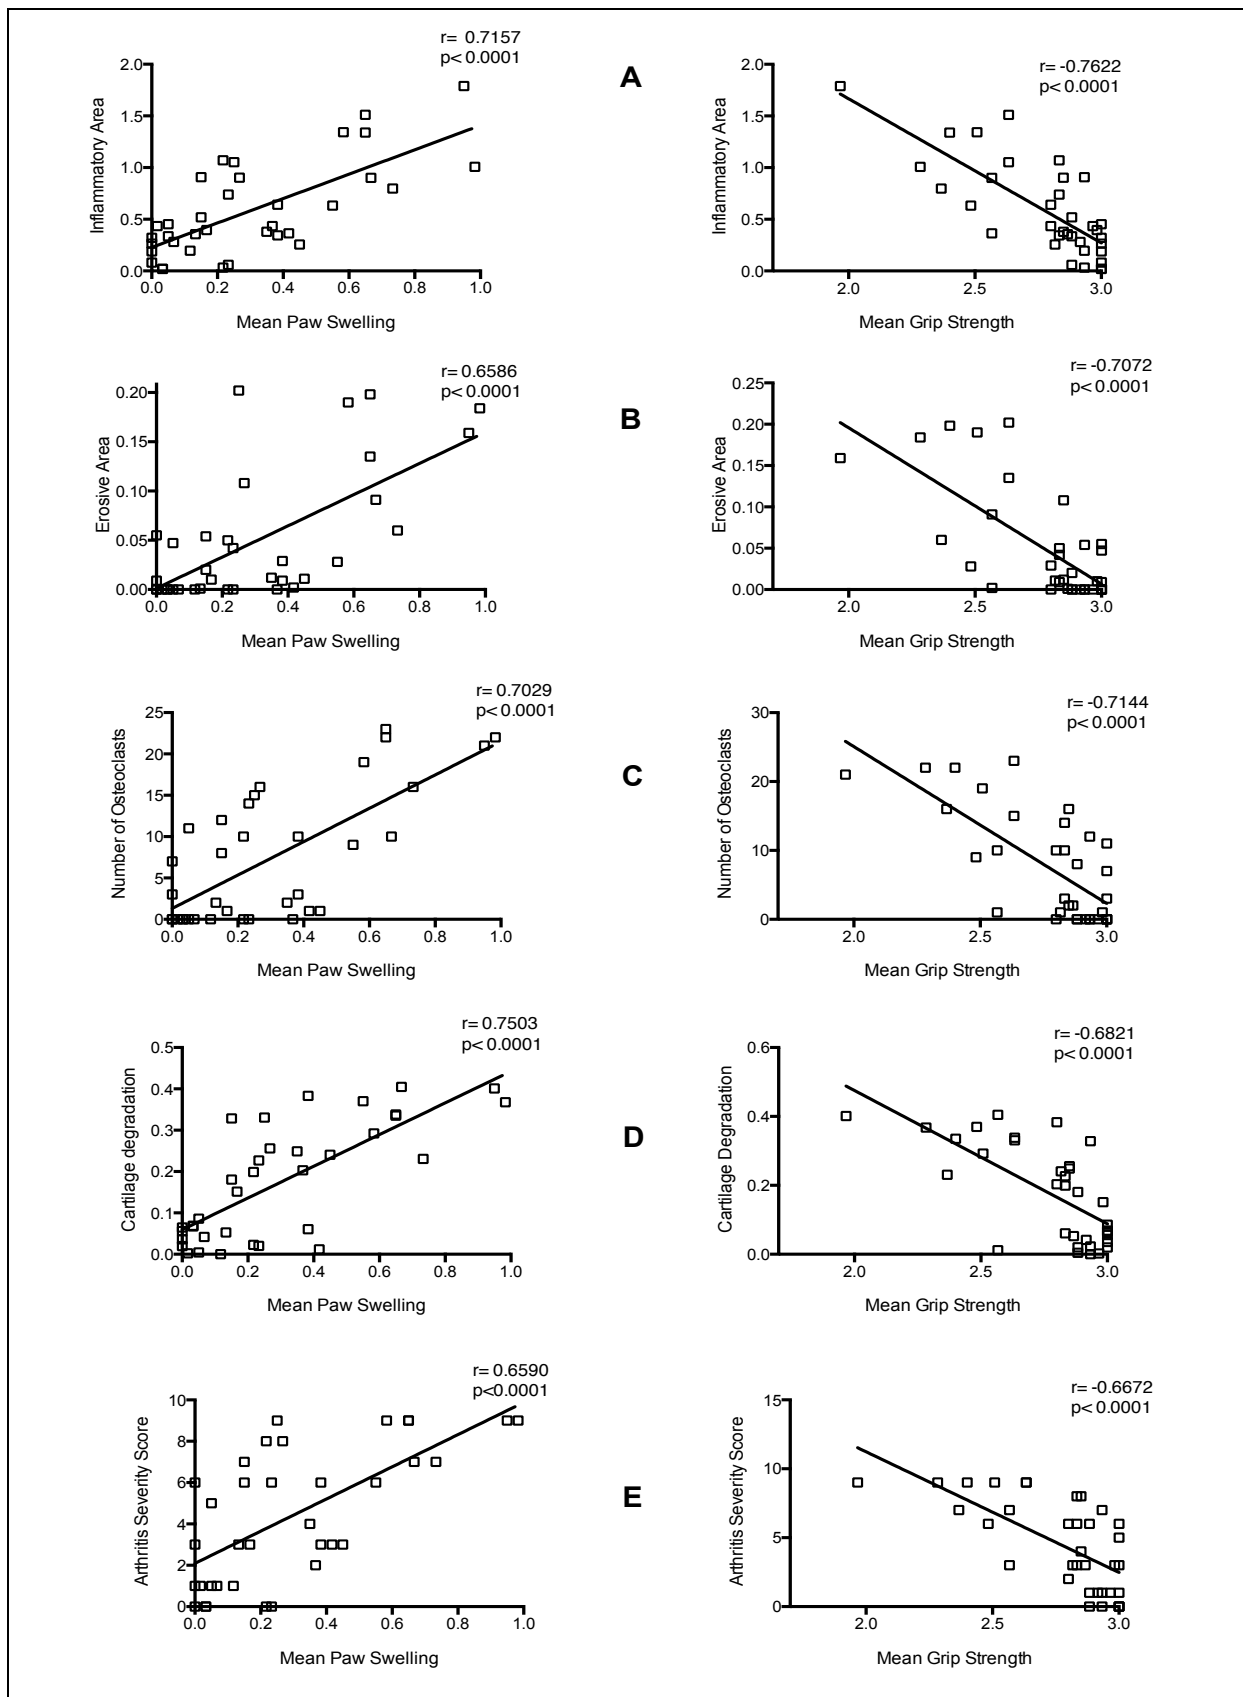 r= 0.7157
p< 0.0001
A
r= -0.7622
p< 0.0001
Inflammatory Area
2.0
1.5
1.0
0.5
0.0
0.0 0.2 0.4 0.6 0.8 1.0
Mean Paw Swelling
Inflammatory Area
2.0
1.5
1.0
0.5
0.0
2.0 2.5 3.0
Mean Grip Strength
r= 0.6586
p< 0.0001
B
r= -0.7072
p< 0.0001
Erosive Area
0.20
0.15
0.10
0.05
0.00
0.0 0.2 0.4 0.6 0.8 1.0
Mean Paw Swelling
Erosive Area
0.25
0.20
0.15
0.10
0.05
0.00
2.0 2.5 3.0
Mean Grip Strength
r= 0.7029
p< 0.0001
C
r= -0.7144
p< 0.0001
Number of Osteoclasts
25
20
15
10
5
0
0.0 0.2 0.4 0.6 0.8 1.0
Mean Paw Swelling
Number of Osteoclasts
30
20
10
0
2.0 2.5 3.0
Mean Grip Strength
r= 0.7503
p< 0.0001
D
r= -0.6821
p< 0.0001
Cartilage degradation
0.5
0.4
0.3
0.2
0.1
0.0
0.0 0.2 0.4 0.6 0.8 1.0
Mean Paw Swelling
Cartilage Degradation
0.6
0.4
0.2
0.0
2.0 2.5 3.0
Mean Grip Strength
r= 0.6590
p<0.0001
E
r= -0.6672
p< 0.0001
Arthritis Severity Score
10
8
6
4
2
0
0.0 0.2 0.4 0.6 0.8 1.0
Mean Paw Swelling
Arthritis Severity Score
15
10
5
0
2.0 2.5 3.0
Mean Grip Strength